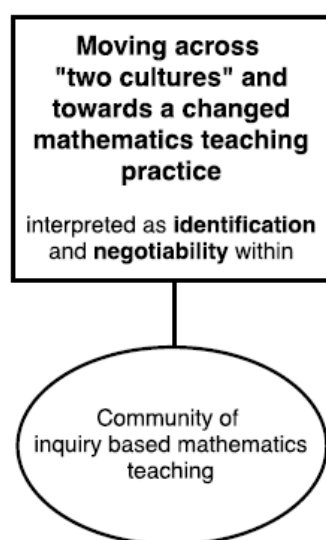 Moving across
"two cultures" and
towards a changed
mathematics teaching
practice
interpreted as identification
and negotiability within
Community of
inquiry based mathematics
teaching